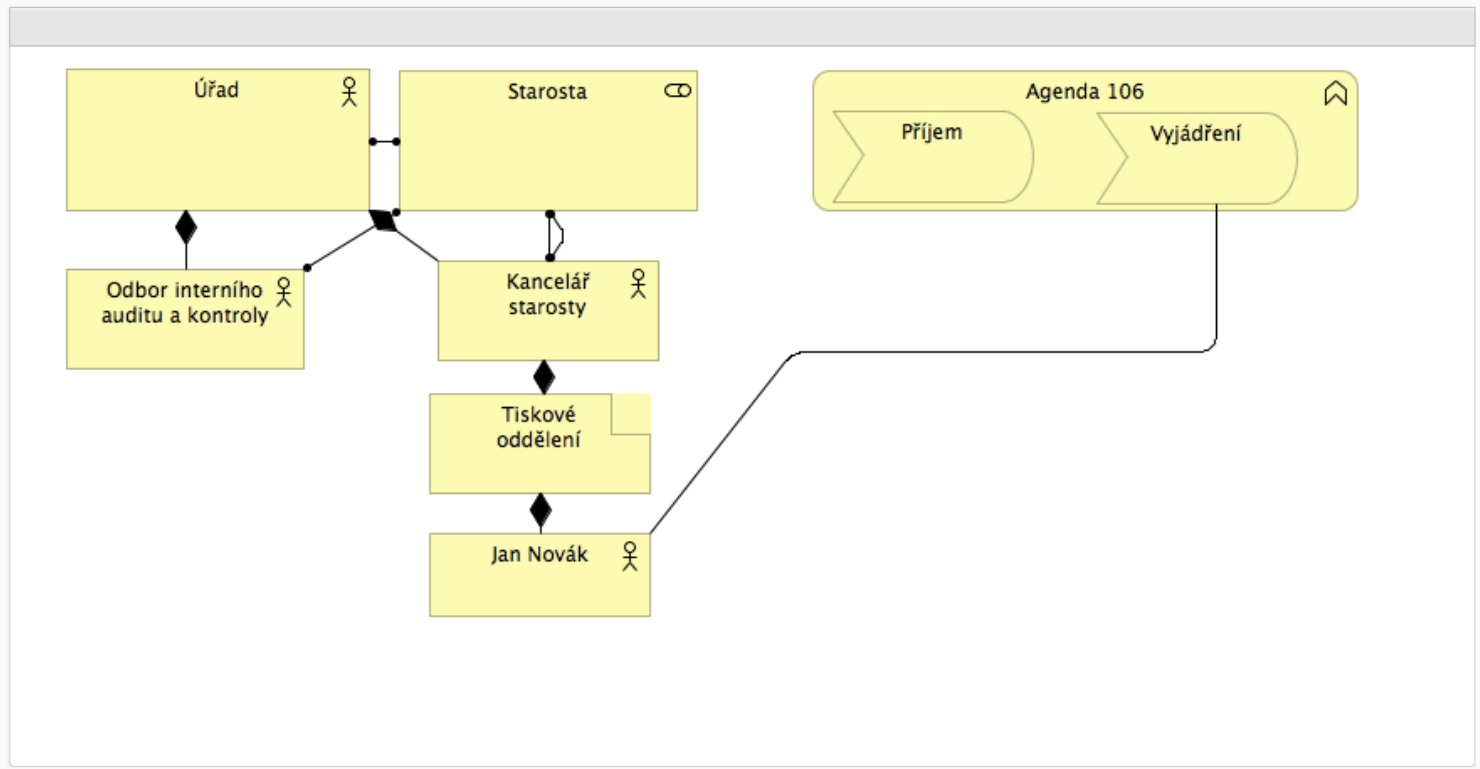 Úřad
Starosta
Agenda 106
Příjem
Vyjádření
Odbor interního
auditu a kontroly
Kancelář
starosty
Tiskové
oddělení
Jan Novák